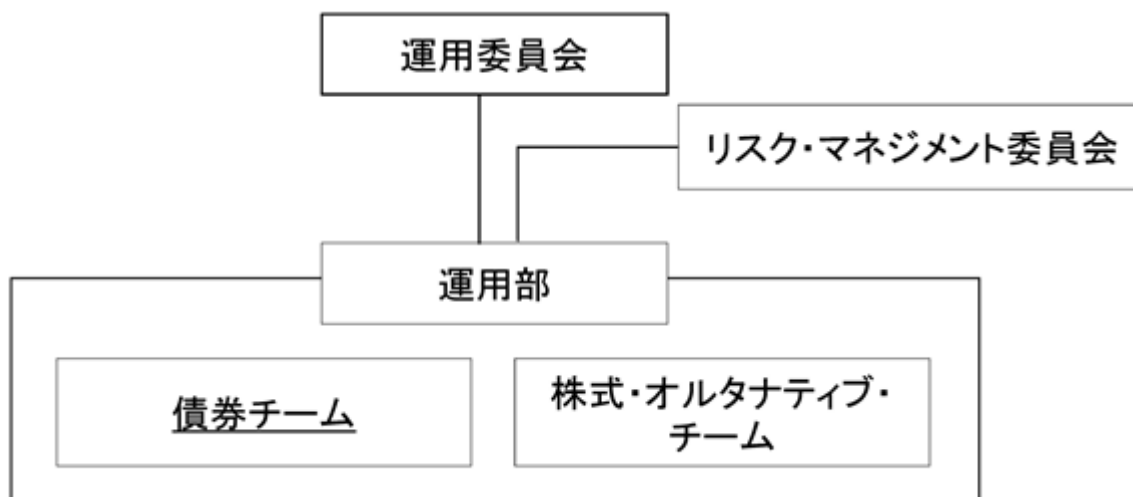 運用委員会
リスク・マネジメント委員会
運用部
債券チーム
株式・オルタナティブ・
チーム